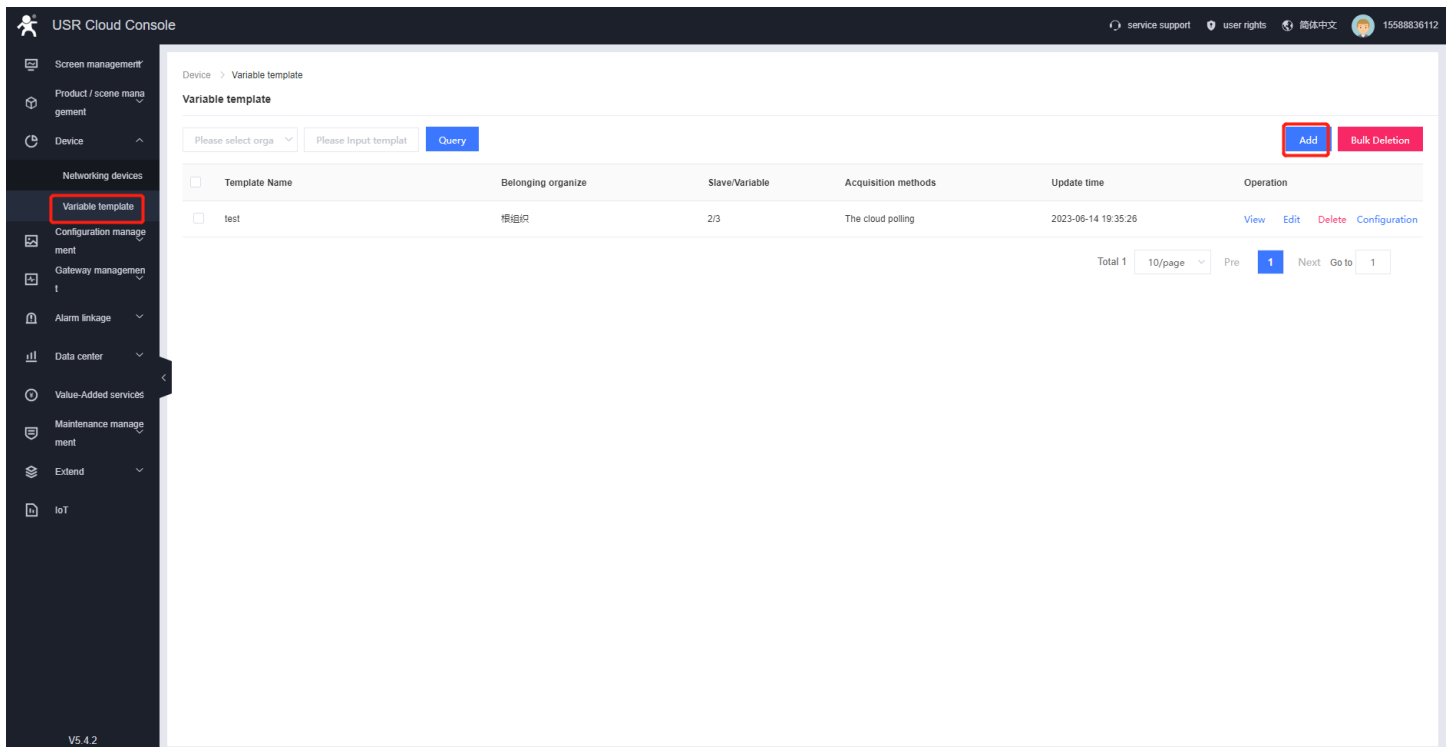 USR Cloud Console
service support
user rights
简体中文
15588836112
Screen management
Product / scene mana
gement
Device
Networking devices
Variable template
Configuration manage
ment
Gateway managemen
t
Alarm linkage
Data center
Value-Added services
Maintenance manage
ment
Extend
IoT
V5.4.2
Device > Variable template
Variable template
Please select orga
Please Input templat
Query
Add
Bulk Deletion
Template Name Belonging organize Slave/Variable Acquisition methods Update time Operation
test 根组织 2/3 The cloud polling 2023-06-14 19:35:26 View Edit Delete Configuration
Total 1 10/page Pre 1 Next Go to 1